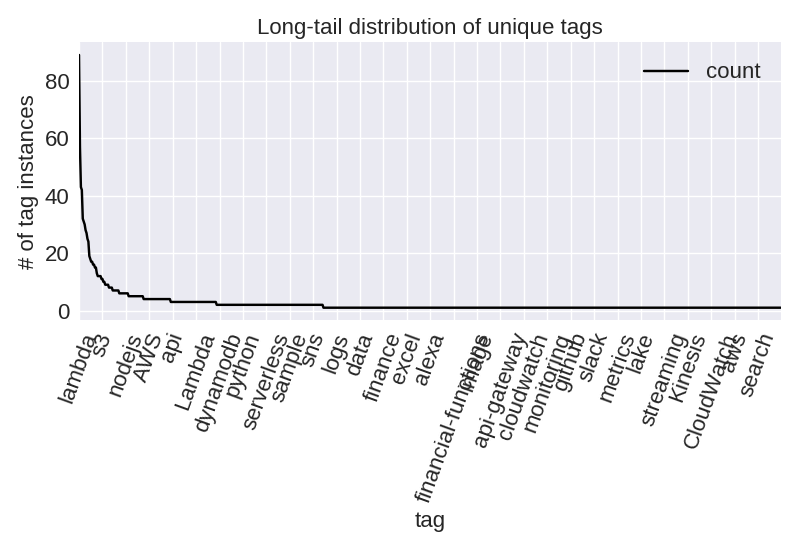 Long-tail distribution of unique tags
count
# of tag instances
80
60
40
20
0
lambda
s3
nodejs
AWS
api
Lambda
dynamodb
python
serverless
sample
sns
logs
data
finance
excel
alexa
financial-functions
image
api-gateway
cloudwatch
monitoring
github
slack
metrics
lake
streaming
Kinesis
CloudWatch
aws
search
tag